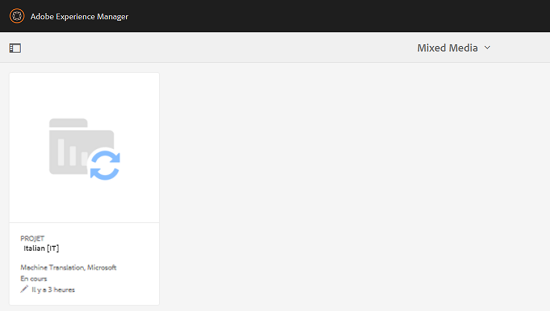 Adobe Experience Manager
Mixed Media
PROJET
Italian [IT]
Machine Translation, Microsoft
En cours
Il y a 3 heures